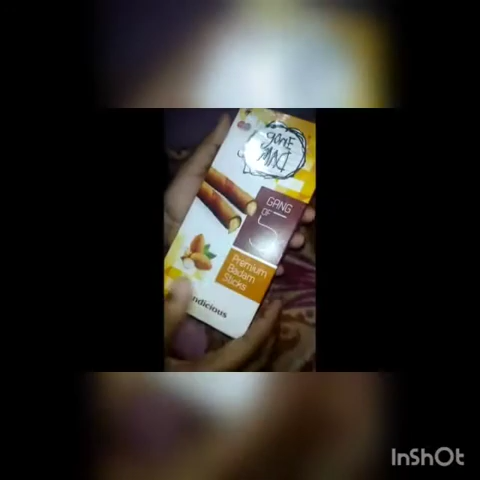 gone
MAD
GANG
OF
5
Premium
Badam
Sticks
ndicious
InShOt